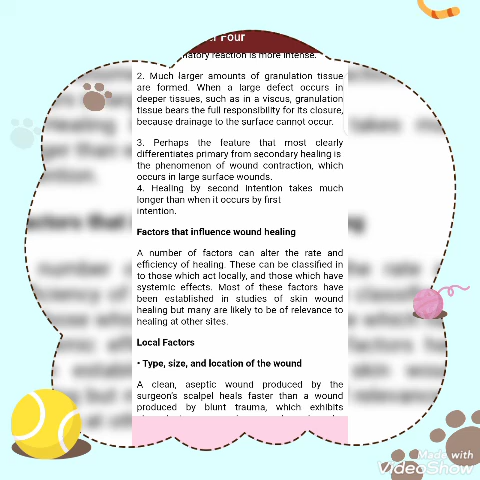 Four
reaction is more intense.
2. Much larger amounts of granulation tissue
are formed. When a large defect occurs in
deeper tissues, such as in a viscus, granulation
tissue bears the full responsibility for its closure,
because drainage to the surface cannot occur.
3. Perhaps the feature that most clearly
differentiates primary from secondary healing is
the phenomenon of wound contraction, which
occurs in large surface wounds.
4. Healing by second intention takes much
longer than when it occurs by first
intention.
Factors that influence wound healing
A number of factors can alter the rate and
efficiency of healing. These can be classified in
to those which act locally, and those which have
systemic effects. Most of these factors have
been established in studies of skin wound
healing but many are likely to be of relevance to
healing at other sites.
Local Factors
• Type, size, and location of the wound
A clean, aseptic wound produced by the
surgeon's scalpel heals faster than a wound
produced by blunt trauma, which exhibits
Made with
VideoShow